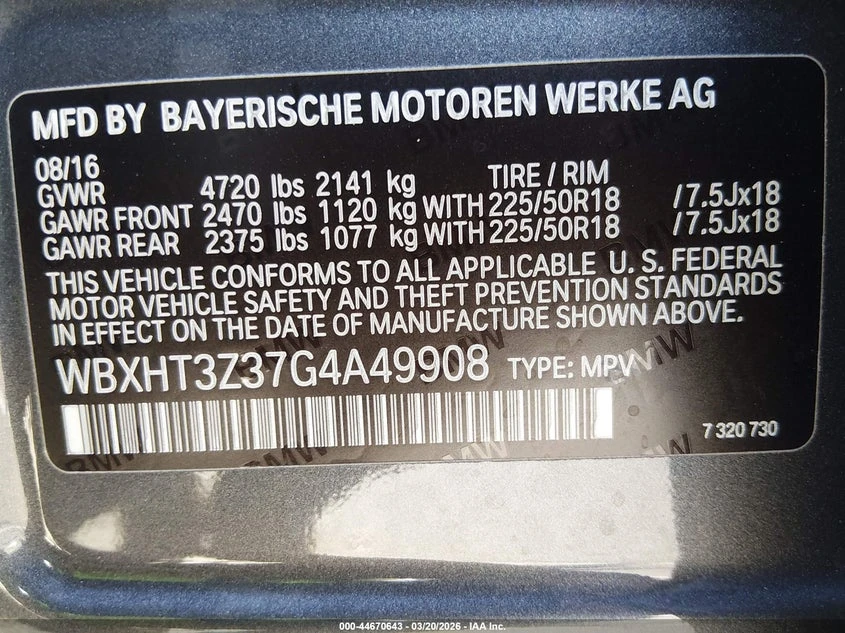 MFD BY BAYERISCHE MOTOREN WERKE AG
08/16
GVWR 4720 lbs 2141 kg TIRE / RIM
GAWR FRONT 2470 lbs 1120 kg WITH 225/50R18 /7.5Jx18
GAWR REAR 2375 lbs 1077 kg WITH 225/50R18 /7.5Jx18
THIS VEHICLE CONFORMS TO ALL APPLICABLE U. S. FEDERAL
MOTOR VEHICLE SAFETY AND THEFT PREVENTION STANDARDS
IN EFFECT ON THE DATE OF MANUFACTURE SHOWN ABOVE.
WBXHT3Z37G4A49908 TYPE: MPV
7 320 730
000-44670643 - 03/20/2026 - IAA Inc.